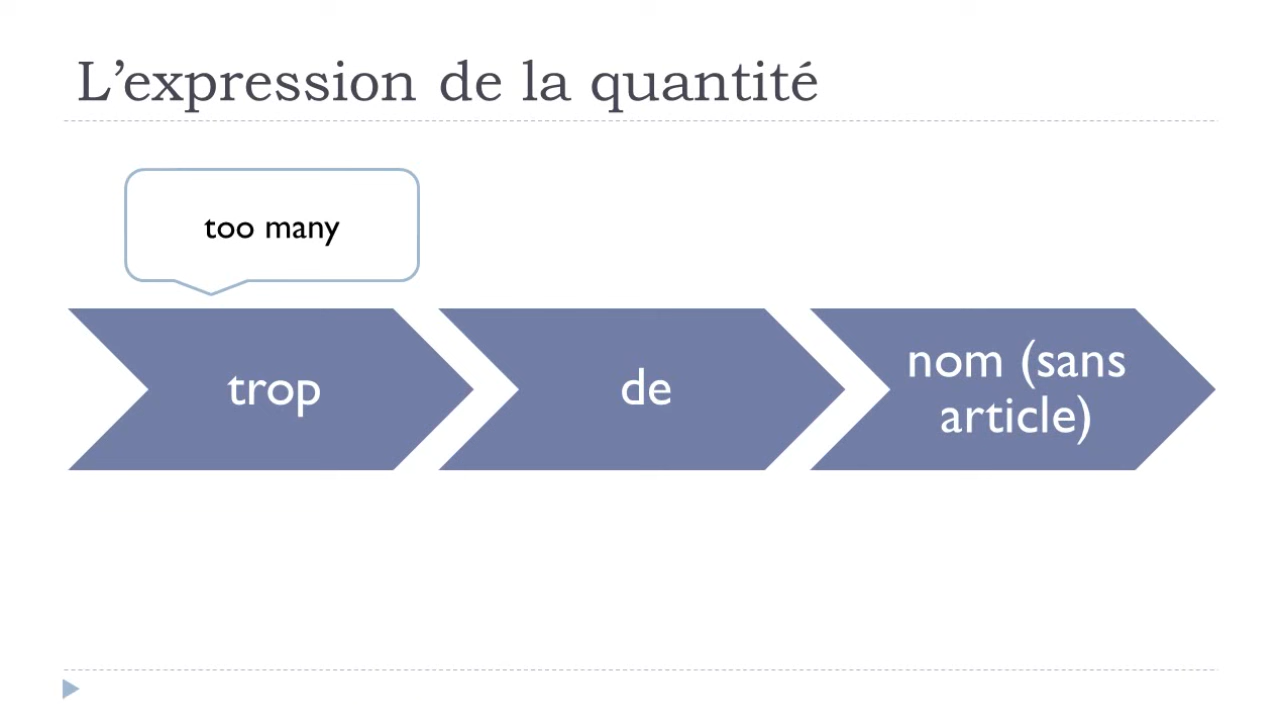 L’expression de la quantité
too many
trop
de
nom (sans
article)